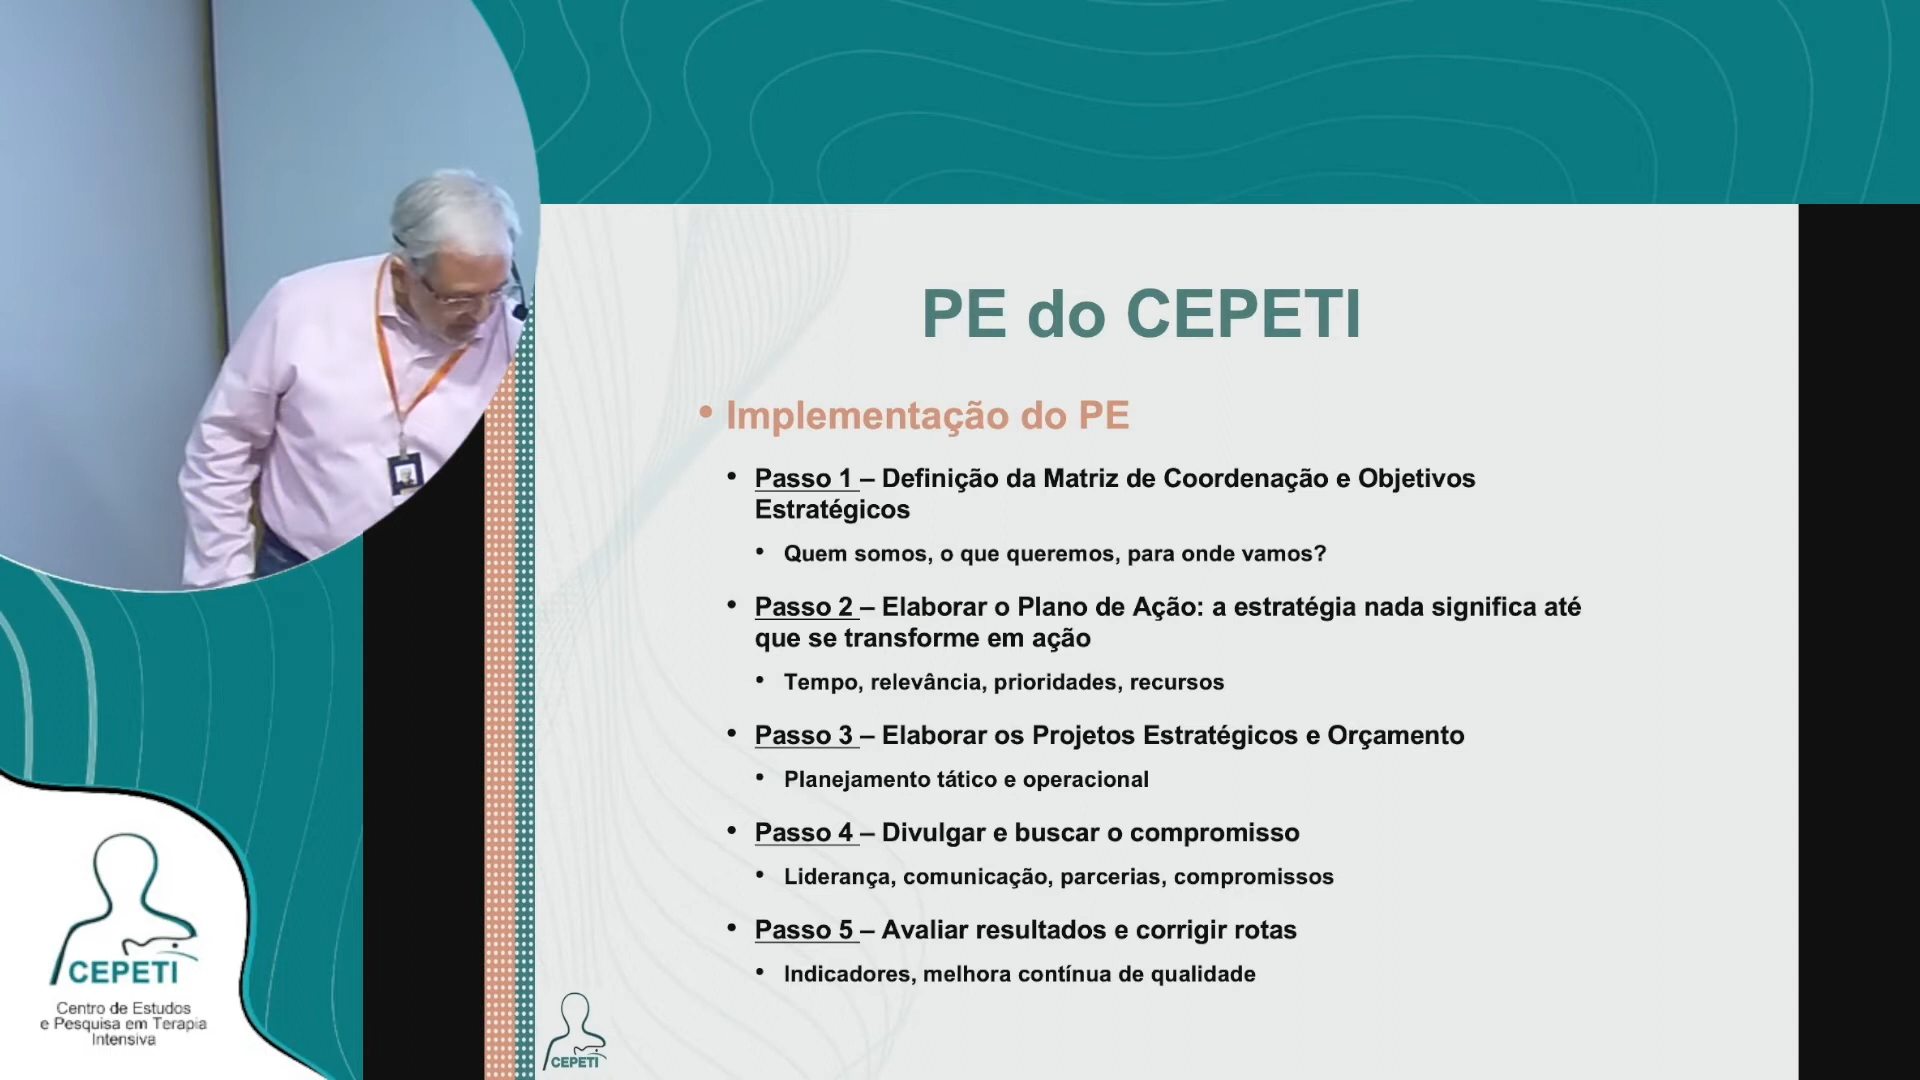 PE do CEPETI
• Implementação do PE
• Passo 1 – Definição da Matriz de Coordenação e Objetivos
Estratégicos
• Quem somos, o que queremos, para onde vamos?
• Passo 2 – Elaborar o Plano de Ação: a estratégia nada significa até
que se transforme em ação
• Tempo, relevância, prioridades, recursos
• Passo 3 – Elaborar os Projetos Estratégicos e Orçamento
• Planejamento tático e operacional
• Passo 4 – Divulgar e buscar o compromisso
• Liderança, comunicação, parcerias, compromissos
• Passo 5 – Avaliar resultados e corrigir rotas
• Indicadores, melhora contínua de qualidade
CEPETI
CEPETI
Centro de Estudos
e Pesquisa em Terapia
Intensiva